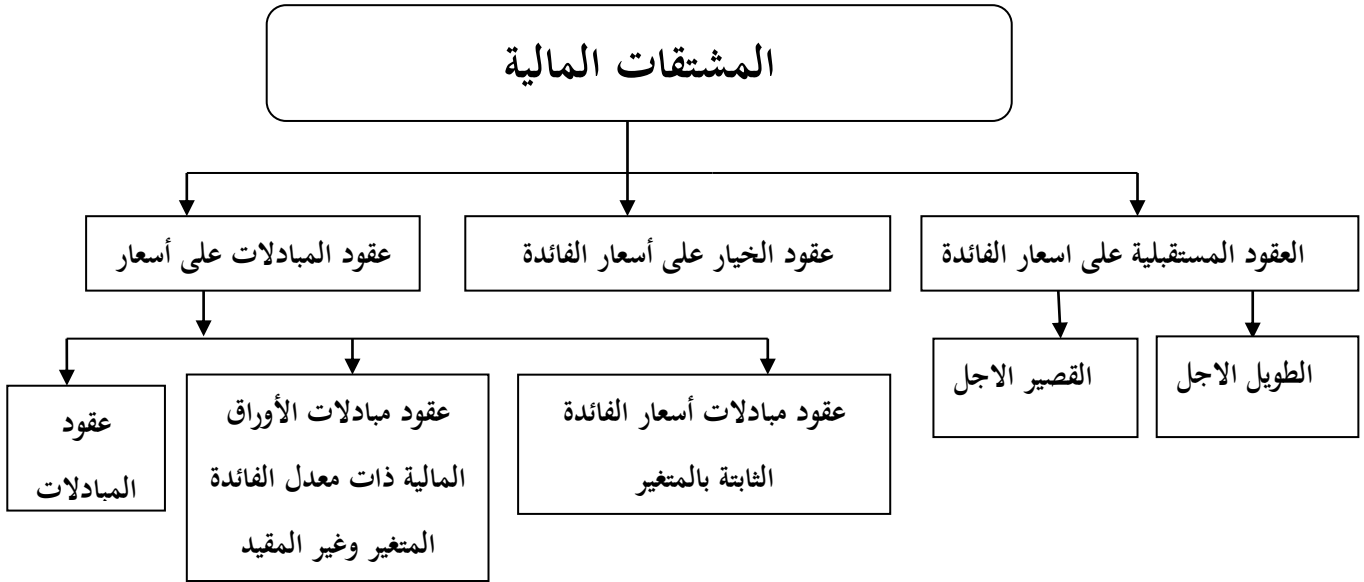 المشتقات المالية
العقود المستقبلية على اسعار الفائدة
عقود الخيار على أسعار الفائدة
عقود المبادلات على أسعار
الطويل الاجل
القصير الاجل
عقود مبادلات أسعار الفائدة
الثابتة بالمتغير
عقود مبادلات الأوراق
المالية ذات معدل الفائدة
المتغير وغير المقيد
عقود
المبادلات